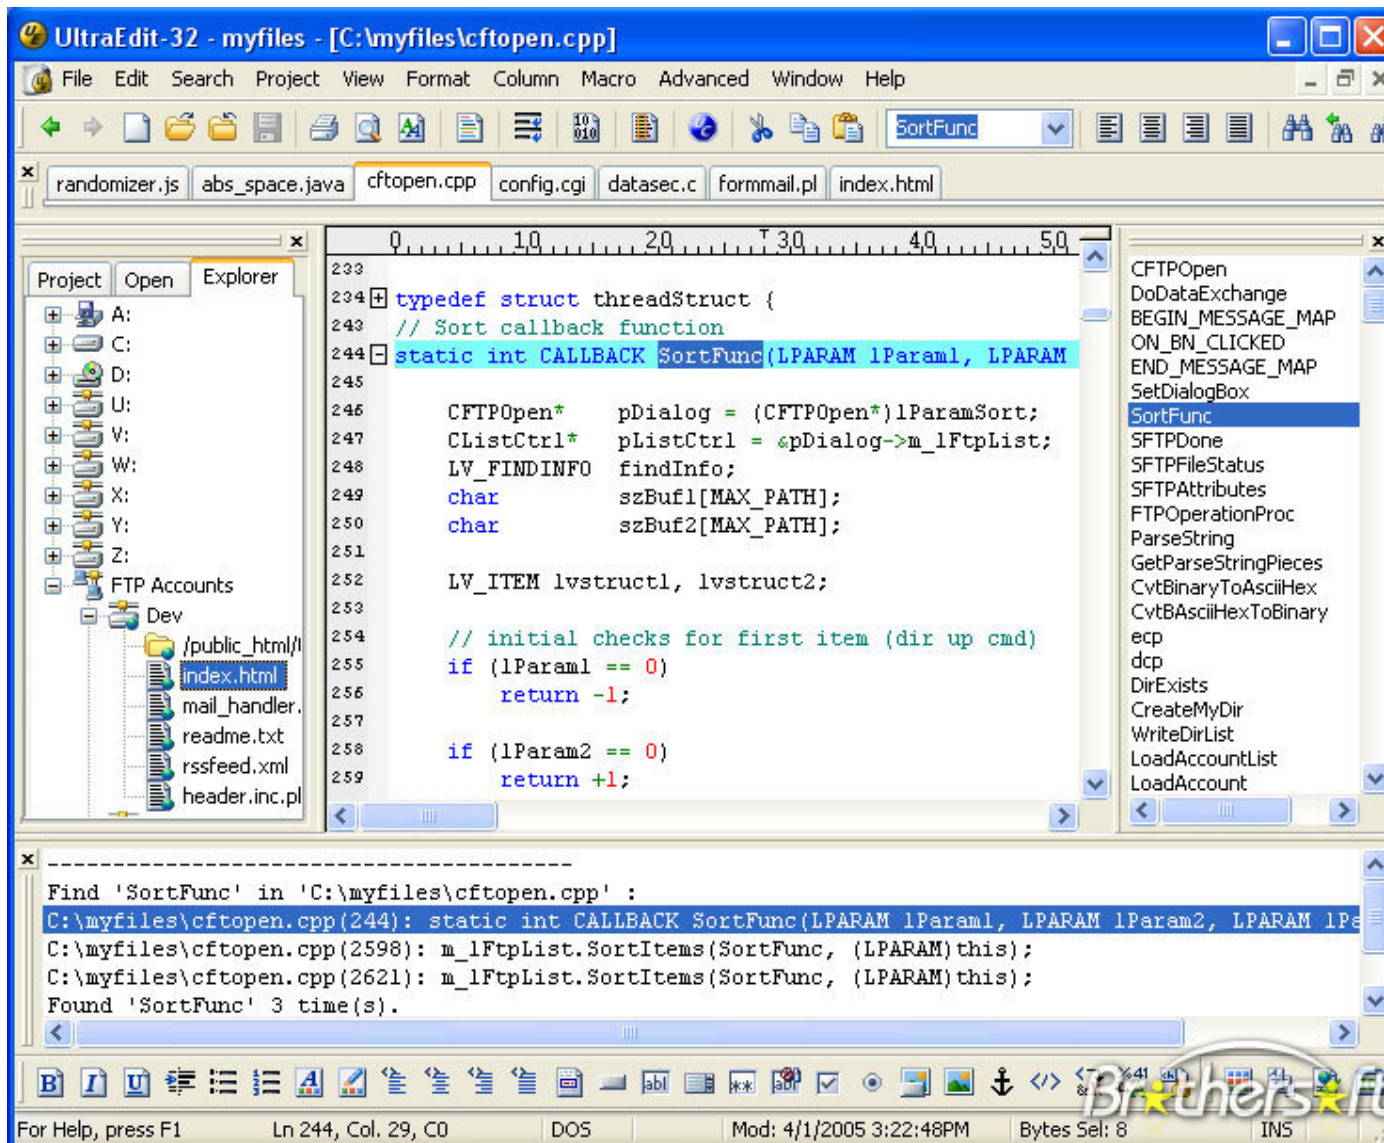 UltraEdit-32 - myfiles - [C:\myfiles\cftopen.cpp]
File Edit Search Project View Format Column Macro Advanced Window Help
SortFunc
randomizer.js abs_space.java cftopen.cpp config.cgi datasec.c formmail.pl index.html
Project Open Explorer
A:
C:
D:
U:
V:
W:
X:
Y:
Z:
FTP Accounts
Dev
/public_html/
index.html
mail_handler.
readme.txt
rssfeed.xml
header.inc.pl
0 10 20 30 40 50
233
234 typedef struct threadStruct {
243 // Sort callback function
244 static int CALLBACK SortFunc(LPARAM lParam1, LPARAM
245
246 CFTPOpen* pDialog = (CFTPOpen*)lParamSort;
247 CListCtrl* pListCtrl = &pDialog->m_lFtpList;
248 LV_FINDINFO findInfo;
249 char szBuf1[MAX_PATH];
250 char szBuf2[MAX_PATH];
251
252 LV_ITEM lvstruct1, lvstruct2;
253
254 // initial checks for first item (dir up cmd)
255 if (lParam1 == 0)
256 return -1;
257
258 if (lParam2 == 0)
259 return +1;
CFTPOpen
DoDataExchange
BEGIN_MESSAGE_MAP
ON_BN_CLICKED
END_MESSAGE_MAP
SetDialogBox
SortFunc
SFTPDone
SFTPFileStatus
SFTPAttributes
FTPOperationProc
ParseString
GetParseStringPieces
CvtBinaryToAsciiHex
CvtBAsciiHexToBinary
ecp
dcp
DirExists
CreateMyDir
WriteDirList
LoadAccountList
LoadAccount
----------------------------------------
Find 'SortFunc' in 'C:\myfiles\cftopen.cpp' :
C:\myfiles\cftopen.cpp(244): static int CALLBACK SortFunc(LPARAM lParam1, LPARAM lParam2, LPARAM lPa
C:\myfiles\cftopen.cpp(2598): m_lFtpList.SortItems(SortFunc, (LPARAM)this);
C:\myfiles\cftopen.cpp(2621): m_lFtpList.SortItems(SortFunc, (LPARAM)this);
Found 'SortFunc' 3 time(s).
Brothersoft
For Help, press F1 Ln 244, Col. 29, C0 DOS Mod: 4/1/2005 3:22:48PM Bytes Sel: 8 INS